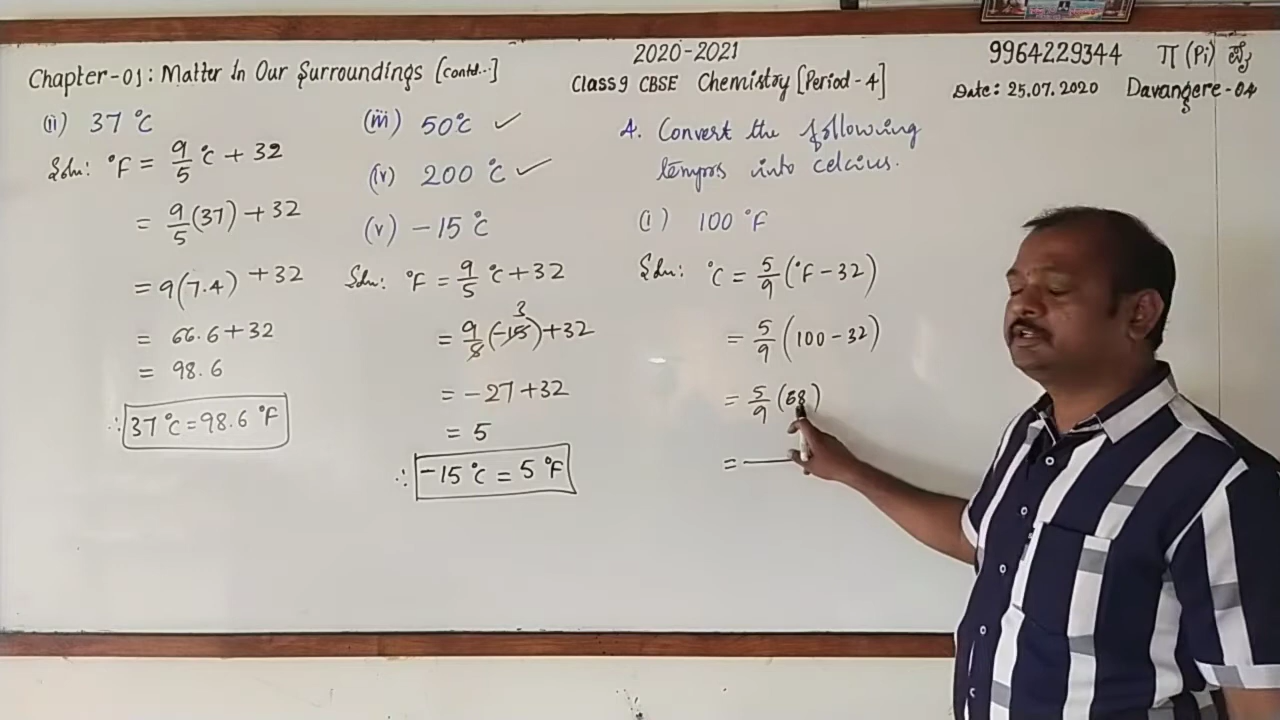 2020-2021
9964229344 π (Pi)
Chapter-01: Matter In Our Surroundings [Contd...]
Class 9 CBSE Chemistry [Period - 4]
Date: 25.07.2020 Davangere-04
(ii) 37 °C
Soln: °F = 9/5 °C + 32
= 9/5 (37) + 32
= 9(7.4) + 32
= 66.6 + 32
= 98.6
∴ 37 °C = 98.6 °F
(iii) 50°C ✓
(iv) 200 °C ✓
(v) -15 °C
Soln: °F = 9/5 °C + 32
3
= 9/5 (-15) + 32
= -27 + 32
= 5
∴ -15 °C = 5 °F
4. Convert the following
temprs into celcius.
(i) 100 °F
Soln: °C = 5/9 (°F - 32)
= 5/9 (100 - 32)
= 5/9 (68)
=